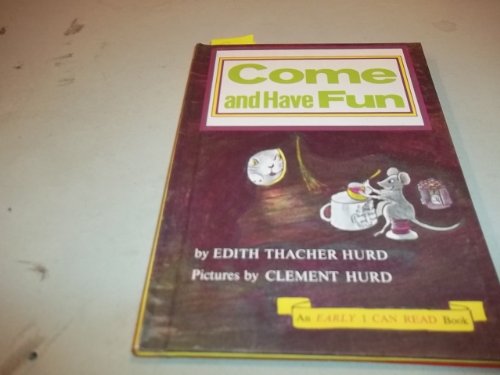 Come
and Have Fun
by EDITH THACHER HURD
Pictures by CLEMENT HURD
An EARLY I CAN READ Book